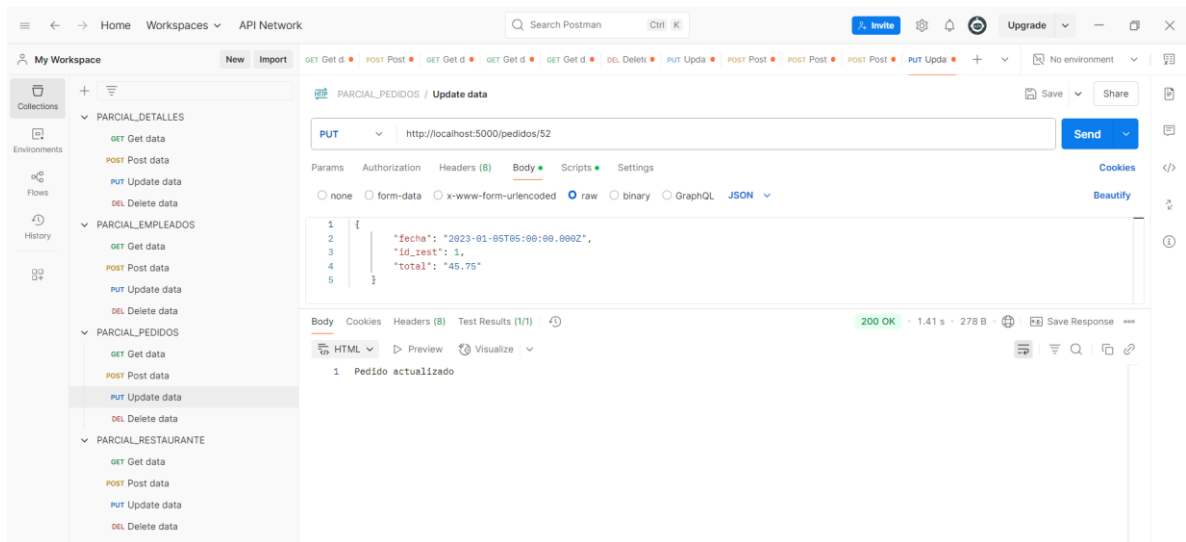 Home Workspaces API Network Search Postman Ctrl K Invite Upgrade
My Workspace New Import GET Get d. POST Post GET Get d GET Get d. GET Get d. DEL Delete PUT Upda POST Post POST Post POST Post PUT Upda No environment
Collections
Environments
Flows
History
PARCIAL_DETALLES
GET Get data
POST Post data
PUT Update data
DEL Delete data
PARCIAL_EMPLEADOS
GET Get data
POST Post data
PUT Update data
DEL Delete data
PARCIAL_PEDIDOS
GET Get data
POST Post data
PUT Update data
DEL Delete data
PARCIAL_RESTAURANTE
GET Get data
POST Post data
PUT Update data
DEL Delete data
HTTP PARCIAL_PEDIDOS / Update data Save Share
PUT http://localhost:5000/pedidos/52 Send
Params Authorization Headers (8) Body Scripts Settings Cookies
none form-data x-www-form-urlencoded raw binary GraphQL JSON Beautify
1 {
2 "fecha": "2023-01-05T05:00:00.000Z",
3 "id_rest": 1,
4 "total": "45.75"
5 }
Body Cookies Headers (8) Test Results (1/1) 200 OK 1.41 s 278 B Save Response
HTML Preview Visualize
1 Pedido actualizado